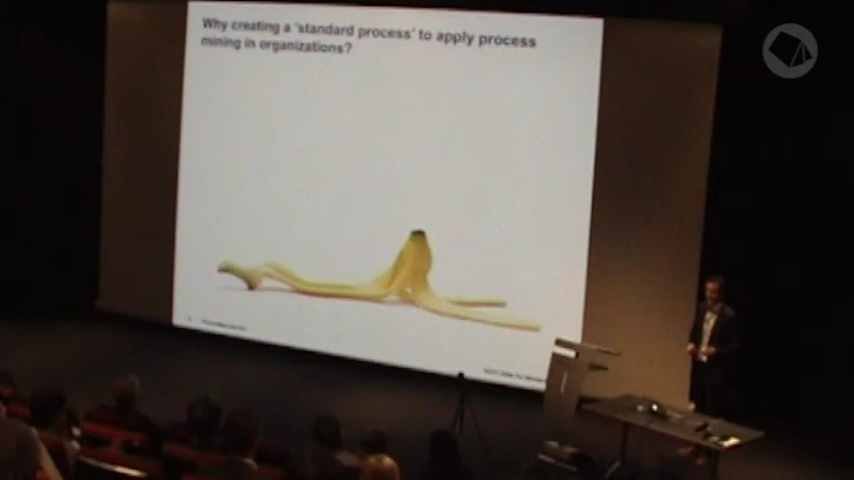 Why creating a 'standard process' to apply process
mining in organizations?